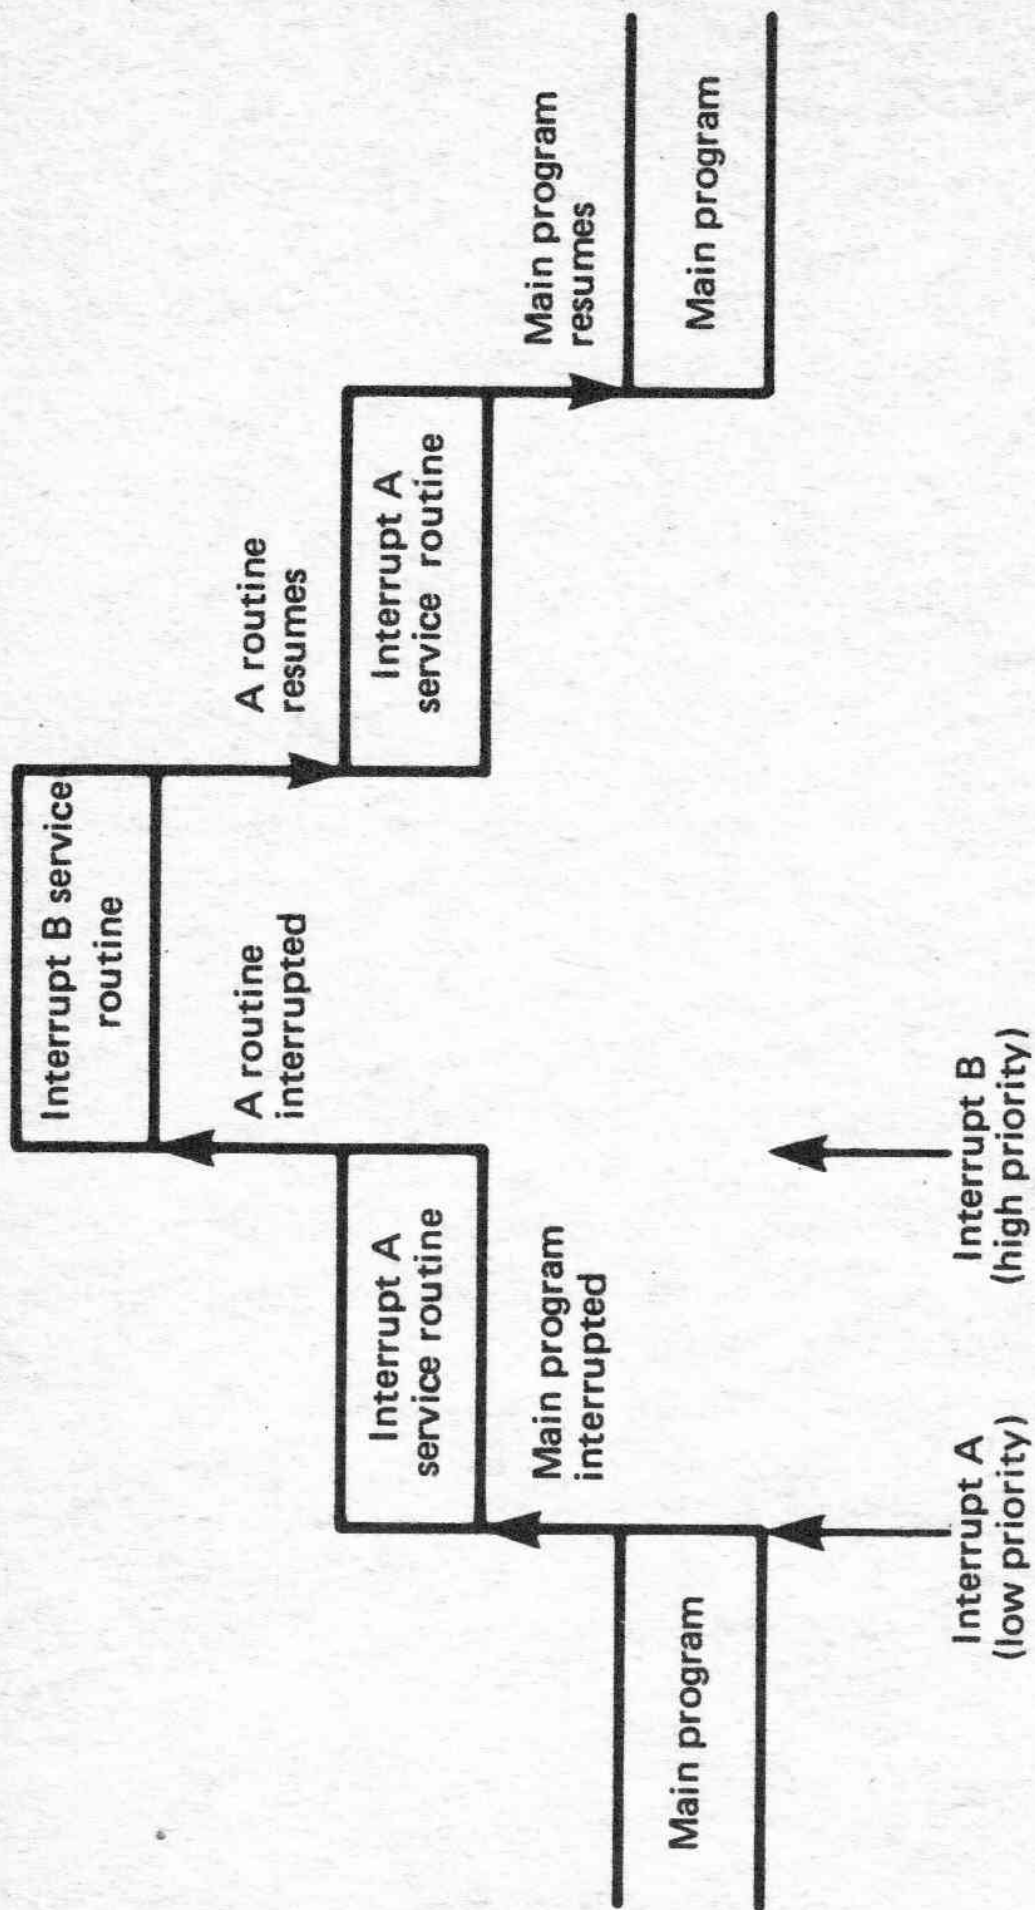 Interrupt B service
routine
A routine
interrupted
A routine
resumes
Interrupt A
service routine
Interrupt A
service routine
Main program
interrupted
Main program
resumes
Main program
Main program
Interrupt A
(low priority)
Interrupt B
(high priority)